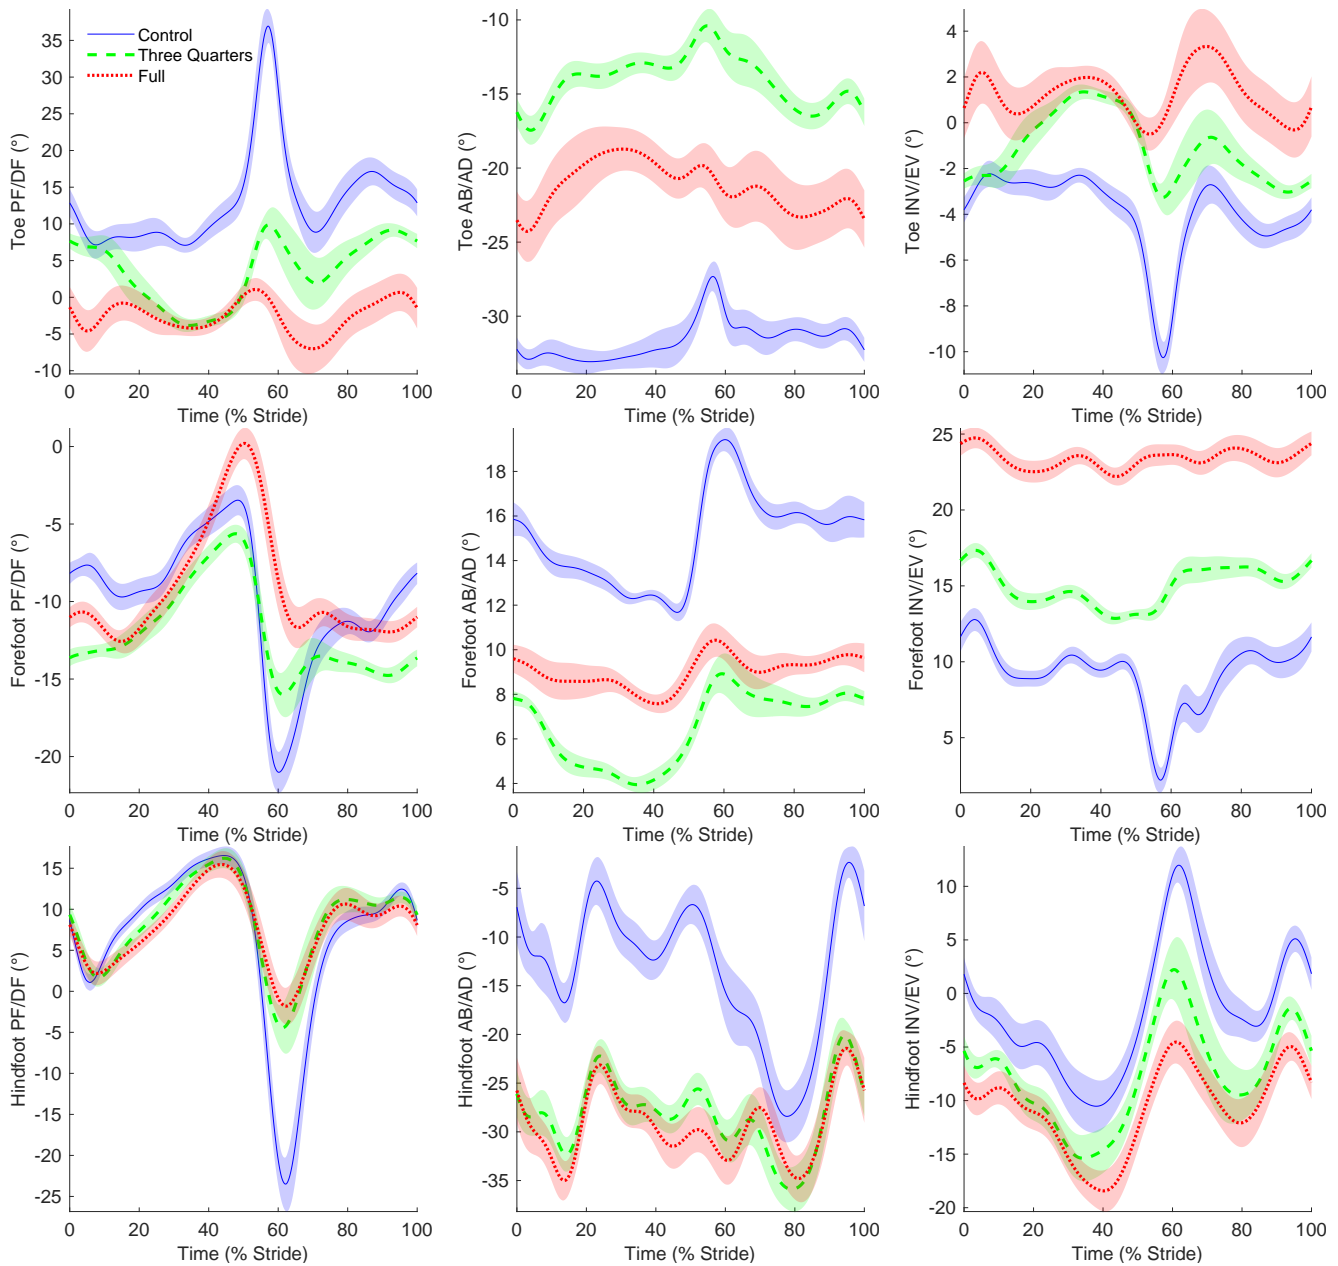 Control
Three Quarters
Full
Toe PF/DF (°)
40
35
30
25
20
15
10
5
0
-5
-10
0 20 40 60 80 100
Time (% Stride)
Toe AB/AD (°)
-10
-15
-20
-25
-30
0 20 40 60 80 100
Time (% Stride)
Toe INV/EV (°)
4
2
0
-2
-4
-6
-8
-10
0 20 40 60 80 100
Time (% Stride)
Forefoot PF/DF (°)
0
-5
-10
-15
-20
0 20 40 60 80 100
Time (% Stride)
Forefoot AB/AD (°)
18
16
14
12
10
8
6
4
0 20 40 60 80 100
Time (% Stride)
Forefoot INV/EV (°)
25
20
15
10
5
0 20 40 60 80 100
Time (% Stride)
Hindfoot PF/DF (°)
15
10
5
0
-5
-10
-15
-20
-25
0 20 40 60 80 100
Time (% Stride)
Hindfoot AB/AD (°)
-5
-10
-15
-20
-25
-30
-35
0 20 40 60 80 100
Time (% Stride)
Hindfoot INV/EV (°)
10
5
0
-5
-10
-15
-20
0 20 40 60 80 100
Time (% Stride)